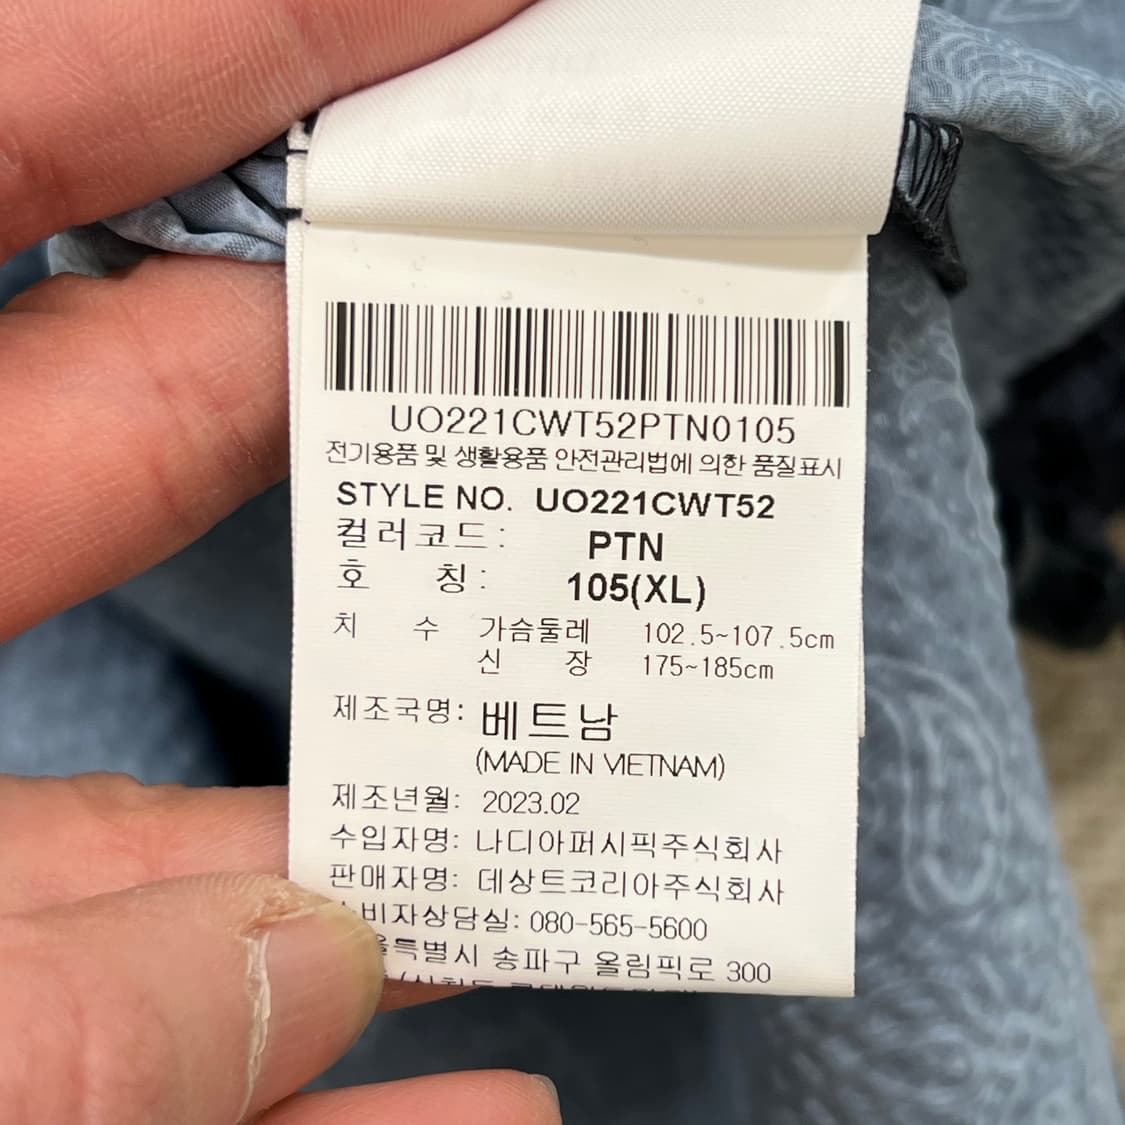 UO221CWT52PTN0105
전기용품 및 생활용품 안전관리법에 의한 품질표시
STYLE NO. UO221CWT52
컬러코드: PTN
호 칭: 105(XL)
치 수 가슴둘레 102.5~107.5cm
신 장 175~185cm
제조국명: 베트남
(MADE IN VIETNAM)
제조년월: 2023.02
수입자명: 나디아퍼시픽주식회사
판매자명: 데상트코리아주식회사
비자상담실: 080-565-5600
울특별시 송파구 올림픽로 300